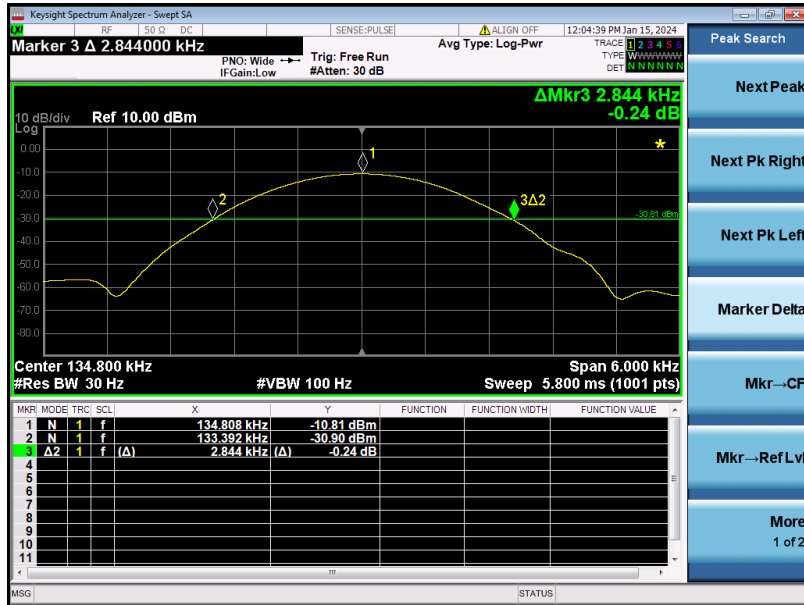 Keysight Spectrum Analyzer - Swept SA
LXI RF 50 Ω DC SENSE:PULSE ALIGN OFF 12:04:39 PM Jan 15, 2024
Marker 3 Δ 2.844000 kHz
PNO: Wide
IFGain:Low
Trig: Free Run
#Atten: 30 dB
Avg Type: Log-Pwr
TRACE 1 2 3 4 5 6
TYPE WWWWWW
DET N N N N N N
ΔMkr3 2.844 kHz
-0.24 dB
10 dB/div Ref 10.00 dBm
Log
0.00
-10.0
-20.0
-30.0
-40.0
-50.0
-60.0
-70.0
-80.0
1
2
3Δ2
-30.81 dBm
*
Center 134.800 kHz Span 6.000 kHz
#Res BW 30 Hz #VBW 100 Hz Sweep 5.800 ms (1001 pts)
MKR MODE TRC SCL X Y FUNCTION FUNCTION WIDTH FUNCTION VALUE
1 N 1 f 134.808 kHz -10.81 dBm
2 N 1 f 133.392 kHz -30.90 dBm
3 Δ2 1 f (Δ) 2.844 kHz (Δ) -0.24 dB
4
5
6
7
8
9
10
11
MSG STATUS
Peak Search
Next Peak
Next Pk Right
Next Pk Left
Marker Delta
Mkr→CF
Mkr→Ref Lvl
More
1 of 2